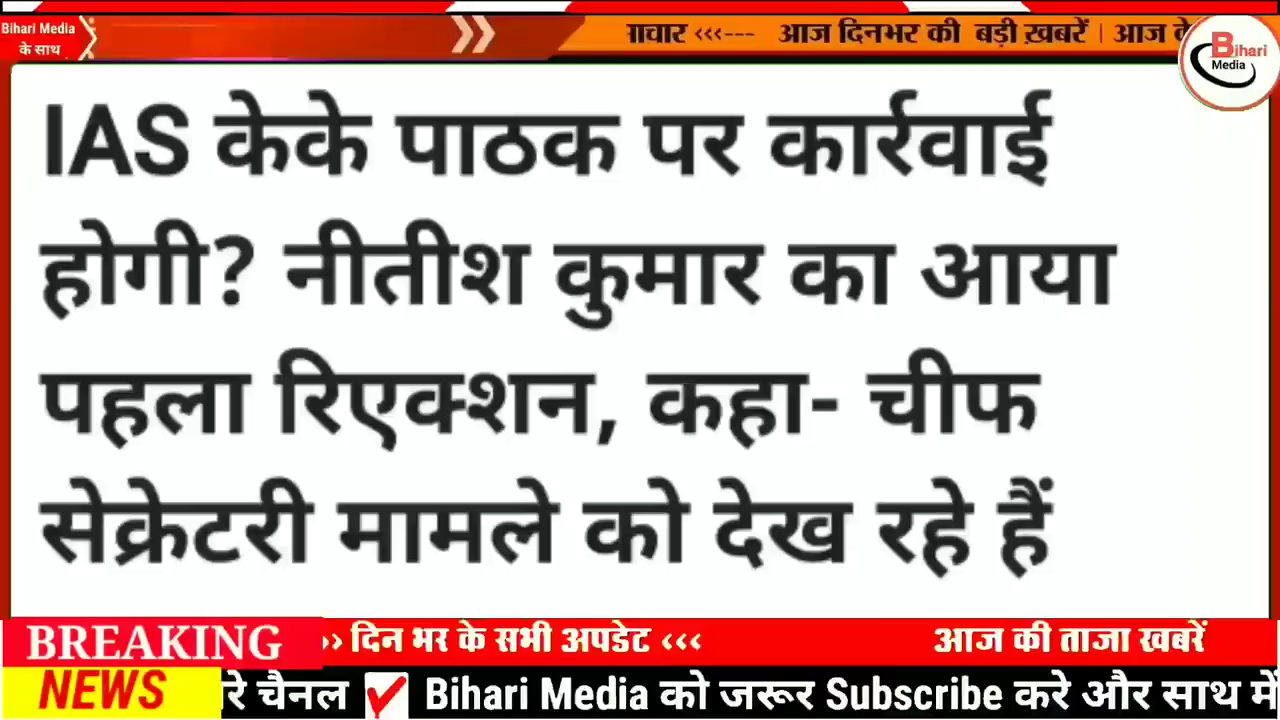 Bihari Media
के साथ
आज दिनभर की बड़ी ख़बरें | आज
Bihari
Media
IAS केके पाठक पर कार्रवाई
होगी? नीतीश कुमार का आया
पहला रिएक्शन, कहा- चीफ
सेक्रेटरी मामले को देख रहे हैं
BREAKING
NEWS
›› दिन भर के सभी अपडेट ‹‹‹ आज की ताजा खबरें
चैनल ✔ Bihari Media को जरूर Subscribe करे और साथ में